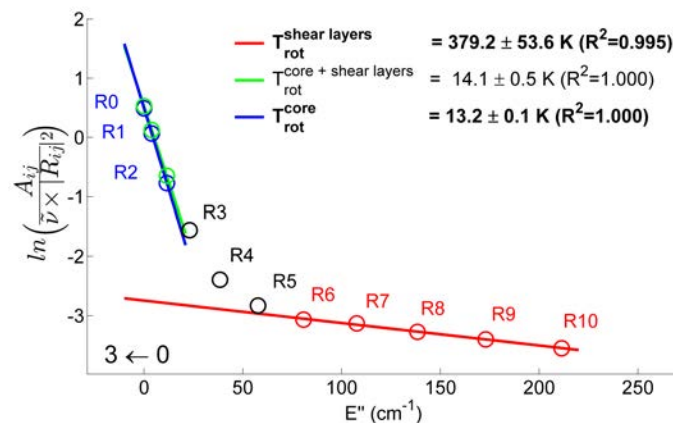 T_rot^shear layers = 379.2 ± 53.6 K (R²=0.995)
T_rot^core + shear layers = 14.1 ± 0.5 K (R²=1.000)
T_rot^core = 13.2 ± 0.1 K (R²=1.000)
ln(A_ij / ν̃ × |R_ij|²)
2
1
0
-1
-2
-3
R0
R1
R2
R3
R4
R5
R6
R7
R8
R9
R10
3 ← 0
0 50 100 150 200 250
E" (cm⁻¹)